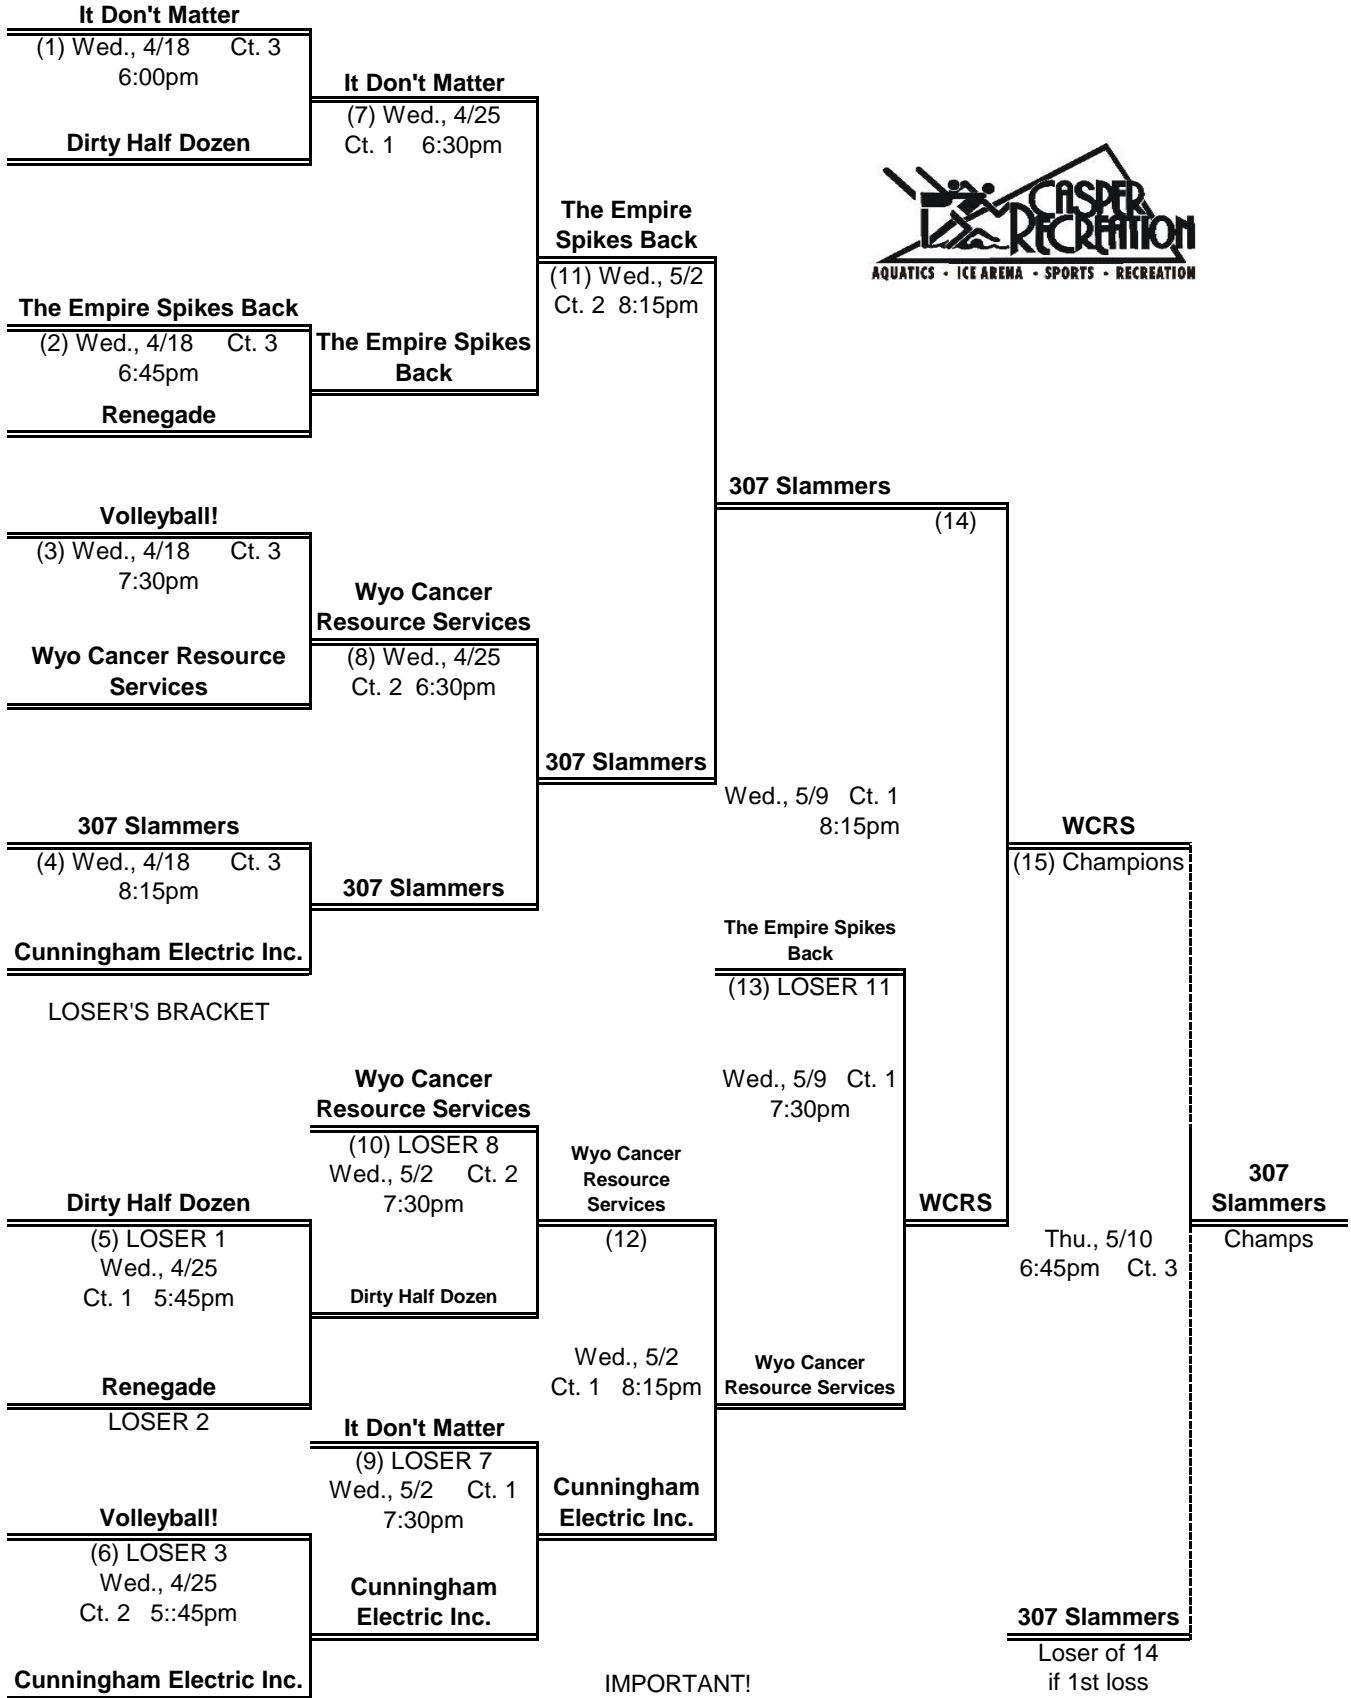 It Don't Matter
(1) Wed., 4/18 Ct. 3
6:00pm
It Don't Matter
(7) Wed., 4/25
Dirty Half Dozen
Ct. 1 6:30pm
CASPER
RECREATION
AQUATICS • ICE ARENA • SPORTS • RECREATION
The Empire
Spikes Back
(11) Wed., 5/2
Ct. 2 8:15pm
The Empire Spikes Back
(2) Wed., 4/18 Ct. 3
6:45pm
The Empire Spikes
Back
Renegade
307 Slammers
(14)
Volleyball!
(3) Wed., 4/18 Ct. 3
7:30pm
Wyo Cancer
Resource Services
Wyo Cancer Resource
Services
(8) Wed., 4/25
Ct. 2 6:30pm
307 Slammers
Wed., 5/9 Ct. 1
8:15pm
307 Slammers
(4) Wed., 4/18 Ct. 3
8:15pm
307 Slammers
WCRS
(15) Champions
Cunningham Electric Inc.
The Empire Spikes
Back
(13) LOSER 11
LOSER'S BRACKET
Wyo Cancer
Resource Services
Wed., 5/9 Ct. 1
7:30pm
(10) LOSER 8
Wed., 5/2 Ct. 2
7:30pm
Wyo Cancer
Resource
Services
Dirty Half Dozen
WCRS
307
Slammers
(5) LOSER 1
Wed., 4/25
Ct. 1 5:45pm
(12)
Thu., 5/10
6:45pm Ct. 3
Champs
Dirty Half Dozen
Wed., 5/2
Ct. 1 8:15pm
Wyo Cancer
Resource Services
Renegade
LOSER 2
It Don't Matter
(9) LOSER 7
Wed., 5/2 Ct. 1
7:30pm
Cunningham
Electric Inc.
Volleyball!
(6) LOSER 3
Wed., 4/25
Ct. 2 5::45pm
Cunningham
Electric Inc.
307 Slammers
Loser of 14
if 1st loss
Cunningham Electric Inc.
IMPORTANT!